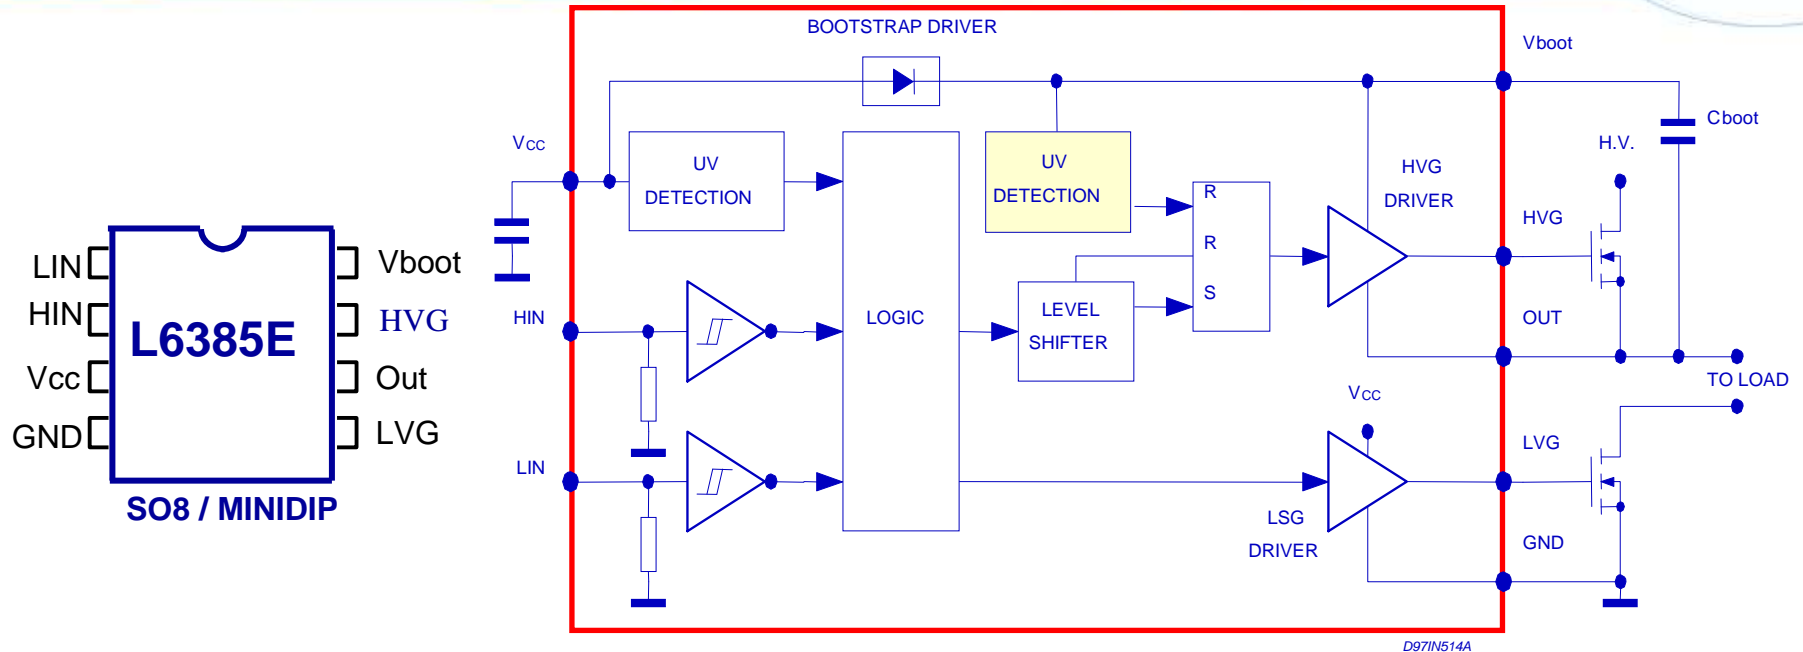 LIN
HIN
Vcc
GND
L6385E
Vboot
HVG
Out
LVG
SO8 / MINIDIP
BOOTSTRAP DRIVER
Vboot
VCC
UV
DETECTION
UV
DETECTION
HVG
DRIVER
H.V.
Cboot
R
R
S
HVG
HIN
LOGIC
LEVEL
SHIFTER
OUT
TO LOAD
VCC
LIN
LSG
DRIVER
LVG
GND
D97IN514A